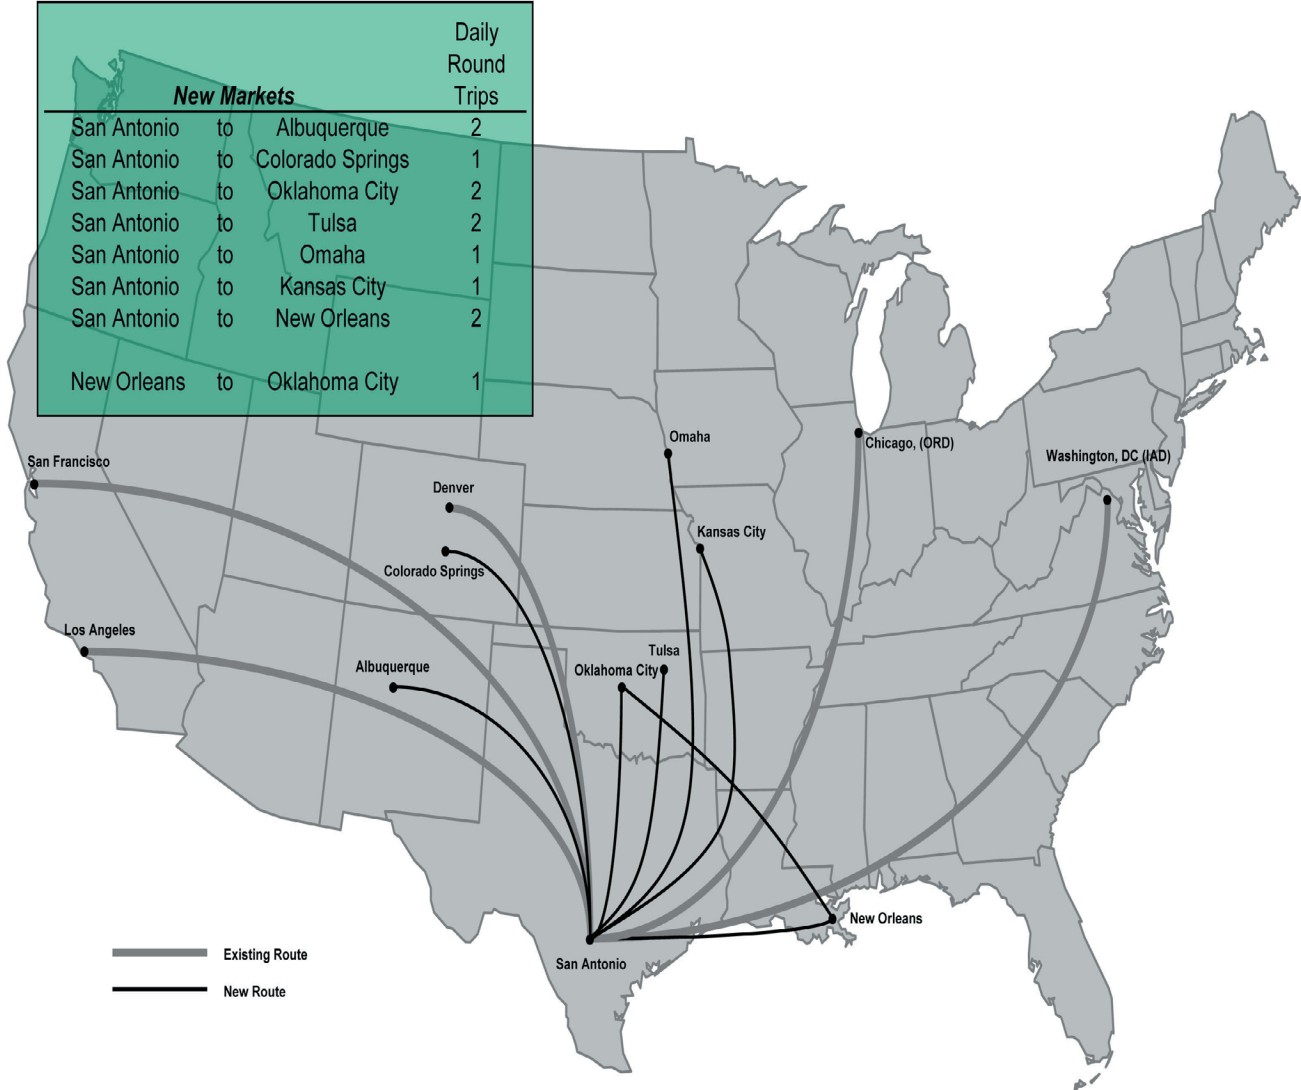 Daily
Round
New Markets Trips
San Antonio to Albuquerque 2
San Antonio to Colorado Springs 1
San Antonio to Oklahoma City 2
San Antonio to Tulsa 2
San Antonio to Omaha 1
San Antonio to Kansas City 1
San Antonio to New Orleans 2
New Orleans to Oklahoma City 1
Omaha
Chicago, (ORD)
Washington, DC (IAD)
San Francisco
Denver
Kansas City
Colorado Springs
Los Angeles
Tulsa
Albuquerque
Oklahoma City
New Orleans
Existing Route
San Antonio
New Route